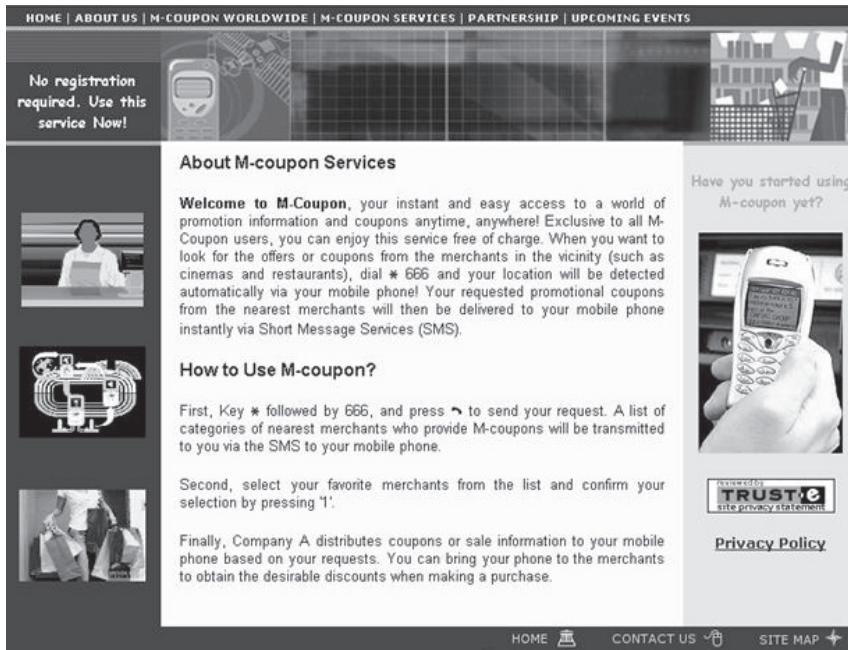 HOME | ABOUT US | M-COUPON WORLDWIDE | M-COUPON SERVICES | PARTNERSHIP | UPCOMING EVENTS
No registration
required. Use this
service Now!
About M-coupon Services
Welcome to M-Coupon, your instant and easy access to a world of
promotion information and coupons anytime, anywhere! Exclusive to all M-
Coupon users, you can enjoy this service free of charge. When you want to
look for the offers or coupons from the merchants in the vicinity (such as
cinemas and restaurants), dial * 666 and your location will be detected
automatically via your mobile phone! Your requested promotional coupons
from the nearest merchants will then be delivered to your mobile phone
instantly via Short Message Services (SMS).
How to Use M-coupon?
First, Key * followed by 666, and press to send your request. A list of
categories of nearest merchants who provide M-coupons will be transmitted
to you via the SMS to your mobile phone.
Second, select your favorite merchants from the list and confirm your
selection by pressing '1'.
Finally, Company A distributes coupons or sale information to your mobile
phone based on your requests. You can bring your phone to the merchants
to obtain the desirable discounts when making a purchase.
Have you started using
M-coupon yet?
reviewed by
TRUST-e
site privacy statement
Privacy Policy
HOME CONTACT US SITE MAP